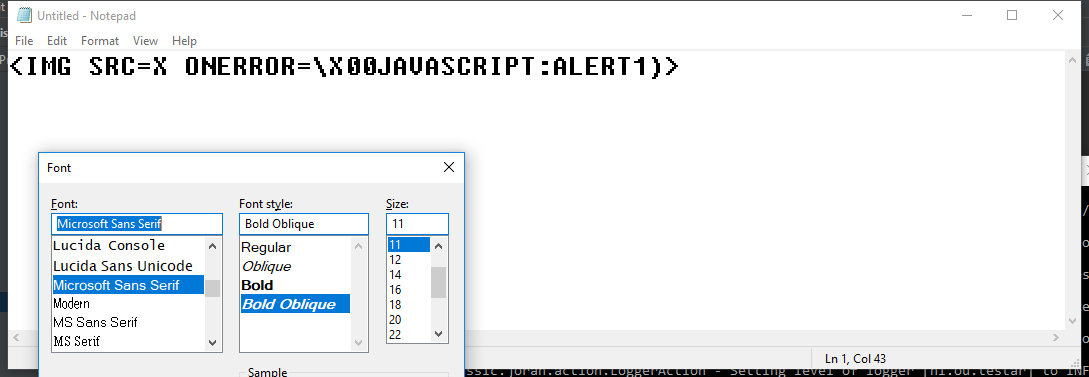 Untitled - Notepad
File Edit Format View Help
<IMG SRC=X ONERROR=\X00JAVASCRIPT:ALERT1)>
Font
Font: Font style: Size:
Microsoft Sans Serif Bold Oblique 11
Lucida Console Regular 11
Lucida Sans Unicode Oblique 12
Microsoft Sans Serif Bold 14
Modern Bold Oblique 16
MS Sans Serif 18
MS Serif 20
22
Ln 1, Col 43
Sample
ssic.joran.action.LoggerAction - Setting level of logger [nl.ou.testar] to INF